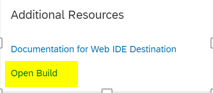 Additional Resources
Documentation for Web IDE Destination
Open Build